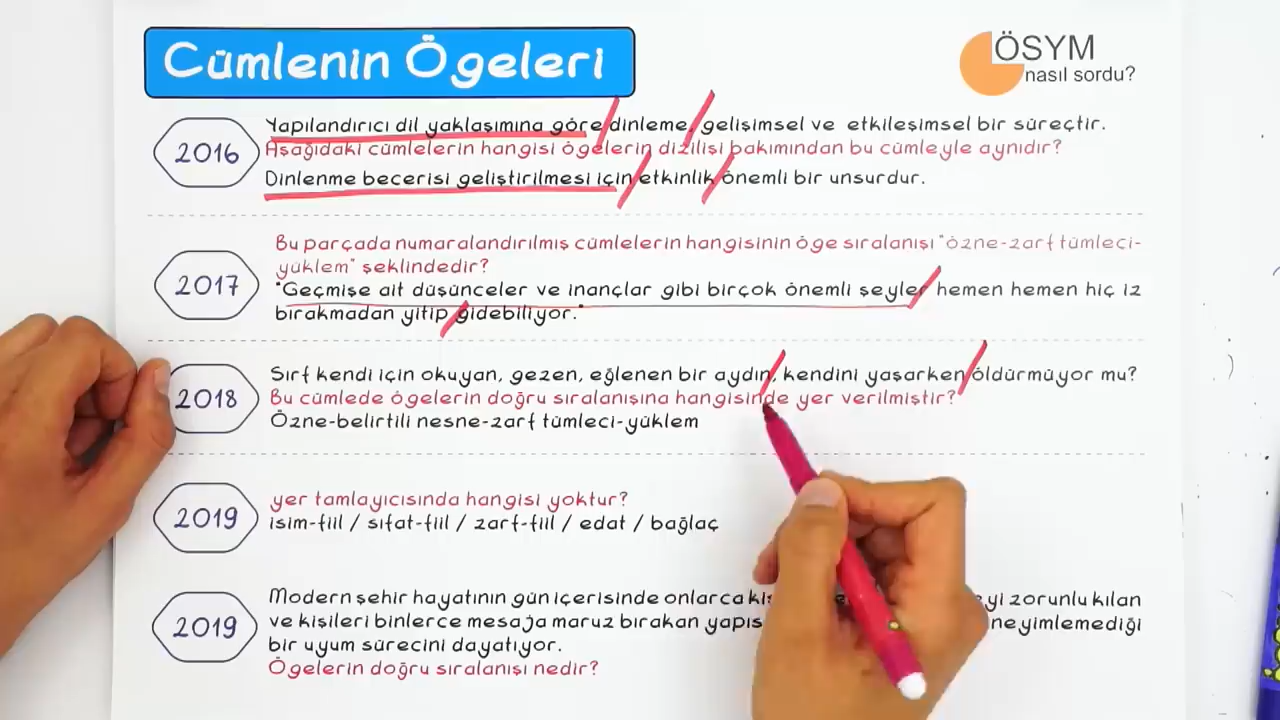 Cümlenin Ögeleri
ÖSYM
nasıl sordu?
2016
Yapılandırıcı dil yaklaşımına göre dinleme, gelişimsel ve etkileşimsel bir süreçtir.
Aşağıdaki cümlelerin hangisi ögelerin dizilişi bakımından bu cümleyle aynıdır?
Dinlenme becerisi geliştirilmesi için etkinlik önemli bir unsurdur.
2017
Bu parçada numaralandırılmış cümlelerin hangisinin öge sıralanışı "özne-zarf tümleci-
yüklem" şeklindedir?
"Geçmişe ait düşünceler ve inançlar gibi birçok önemli şeyler hemen hemen hiç iz
bırakmadan yitip gidebiliyor."
2018
Sırf kendi için okuyan, gezen, eğlenen bir aydın, kendini yaşarken öldürmüyor mu?
Bu cümlede ögelerin doğru sıralanışına hangisinde yer verilmiştir?
Özne-belirtili nesne-zarf tümleci-yüklem
2019
yer tamlayıcısında hangisi yoktur?
isim-fiil / sıfat-fiil / zarf-fiil / edat / bağlaç
2019
Modern şehir hayatının gün içerisinde onlarca zorunlu kılan
ve kişileri binlerce mesaja maruz bırakan
bir uyum sürecini dayatıyor.
Ögelerin doğru sıralanışı nedir?